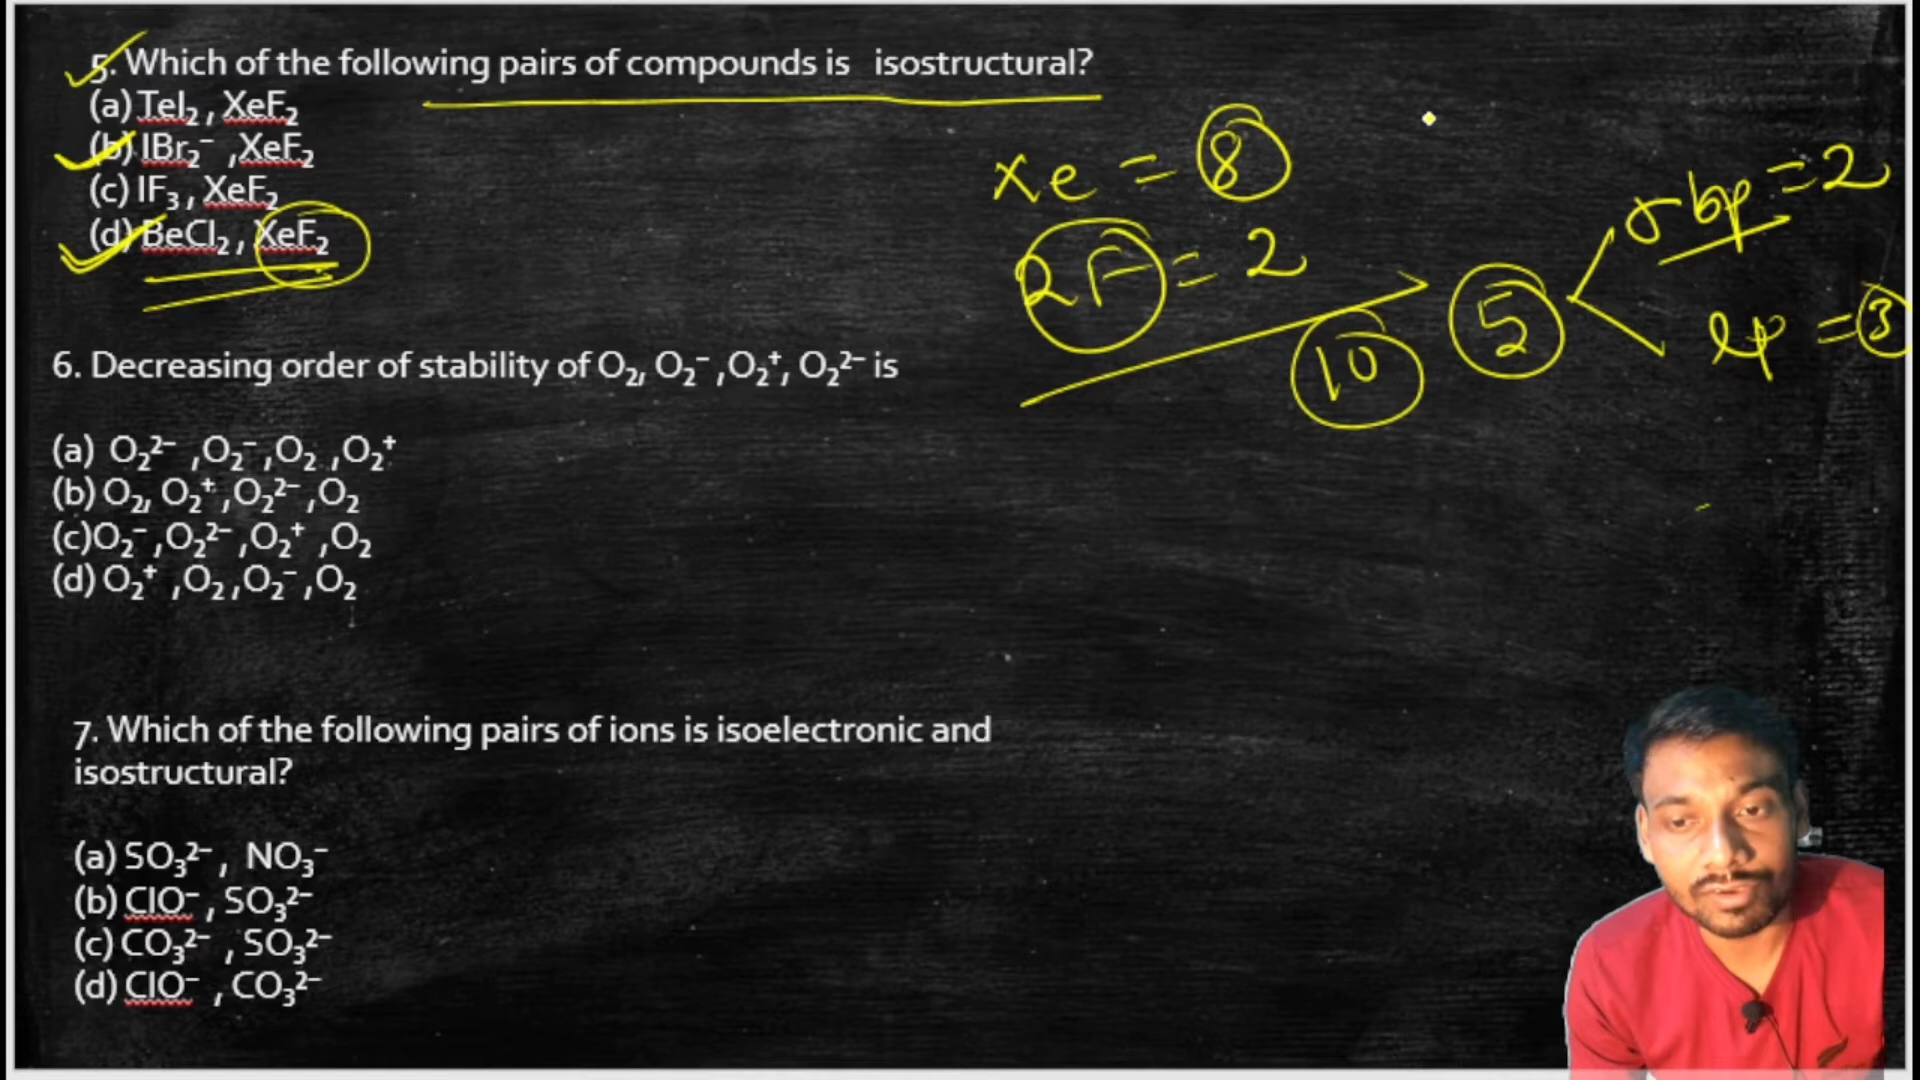 5. Which of the following pairs of compounds is isostructural?
(a) TeI₂, XeF₂
(b) IBr₂⁻ ,XeF₂
(c) IF₃, XeF₂
(d) BeCl₂, XeF₂
xe = 8
2F = 2
10
5
σbp = 2
lp = 3
6. Decreasing order of stability of O₂, O₂⁻ ,O₂⁺, O₂²⁻ is
(a) O₂²⁻ ,O₂⁻,O₂ ,O₂⁺
(b) O₂, O₂⁺,O₂²⁻ ,O₂
(c)O₂⁻,O₂²⁻,O₂⁺ ,O₂
(d) O₂⁺ ,O₂,O₂⁻ ,O₂
7. Which of the following pairs of ions is isoelectronic and
isostructural?
(a) SO₃²⁻, NO₃⁻
(b) ClO⁻, SO₃²⁻
(c) CO₃²⁻ , SO₃²⁻
(d) ClO⁻ , CO₃²⁻